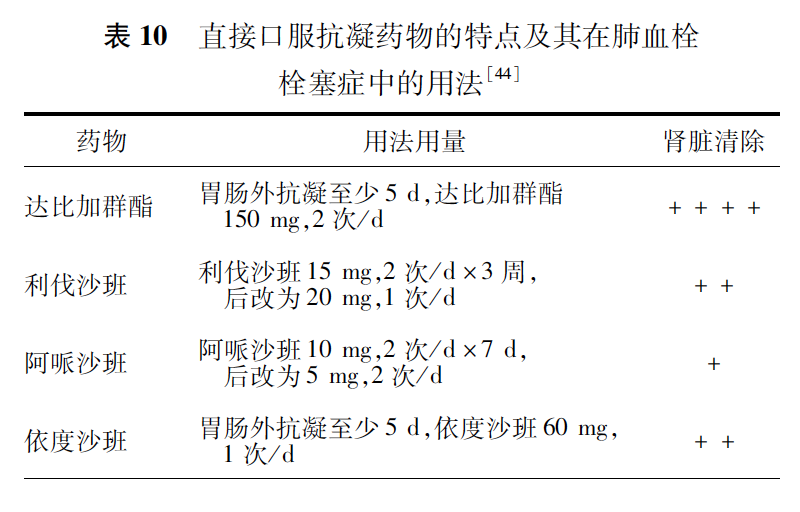 表 10 直接口服抗凝药物的特点及其在肺血栓
栓塞症中的用法[44]
药物 用法用量 肾脏清除
达比加群酯 胃肠外抗凝至少 5 d,达比加群酯 150 mg,2 次/d ++++
利伐沙班 利伐沙班 15 mg,2 次/d×3 周,后改为 20 mg,1 次/d ++
阿哌沙班 阿哌沙班 10 mg,2 次/d×7 d,后改为 5 mg,2 次/d +
依度沙班 胃肠外抗凝至少 5 d,依度沙班 60 mg,1 次/d ++